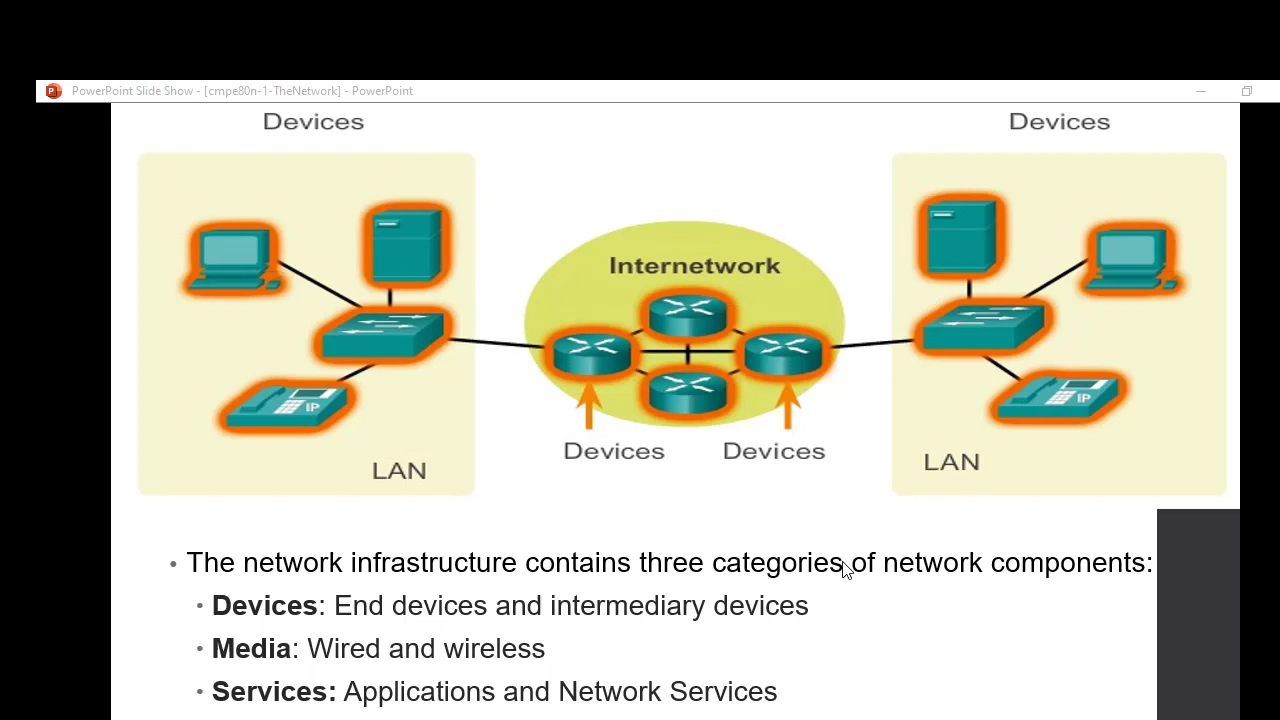 PowerPoint Slide Show - [cmpe80n-1-TheNetwork] - PowerPoint
Devices
Devices
Internetwork
IP
IP
Devices
Devices
LAN
LAN
• The network infrastructure contains three categories of network components:
• Devices: End devices and intermediary devices
• Media: Wired and wireless
• Services: Applications and Network Services